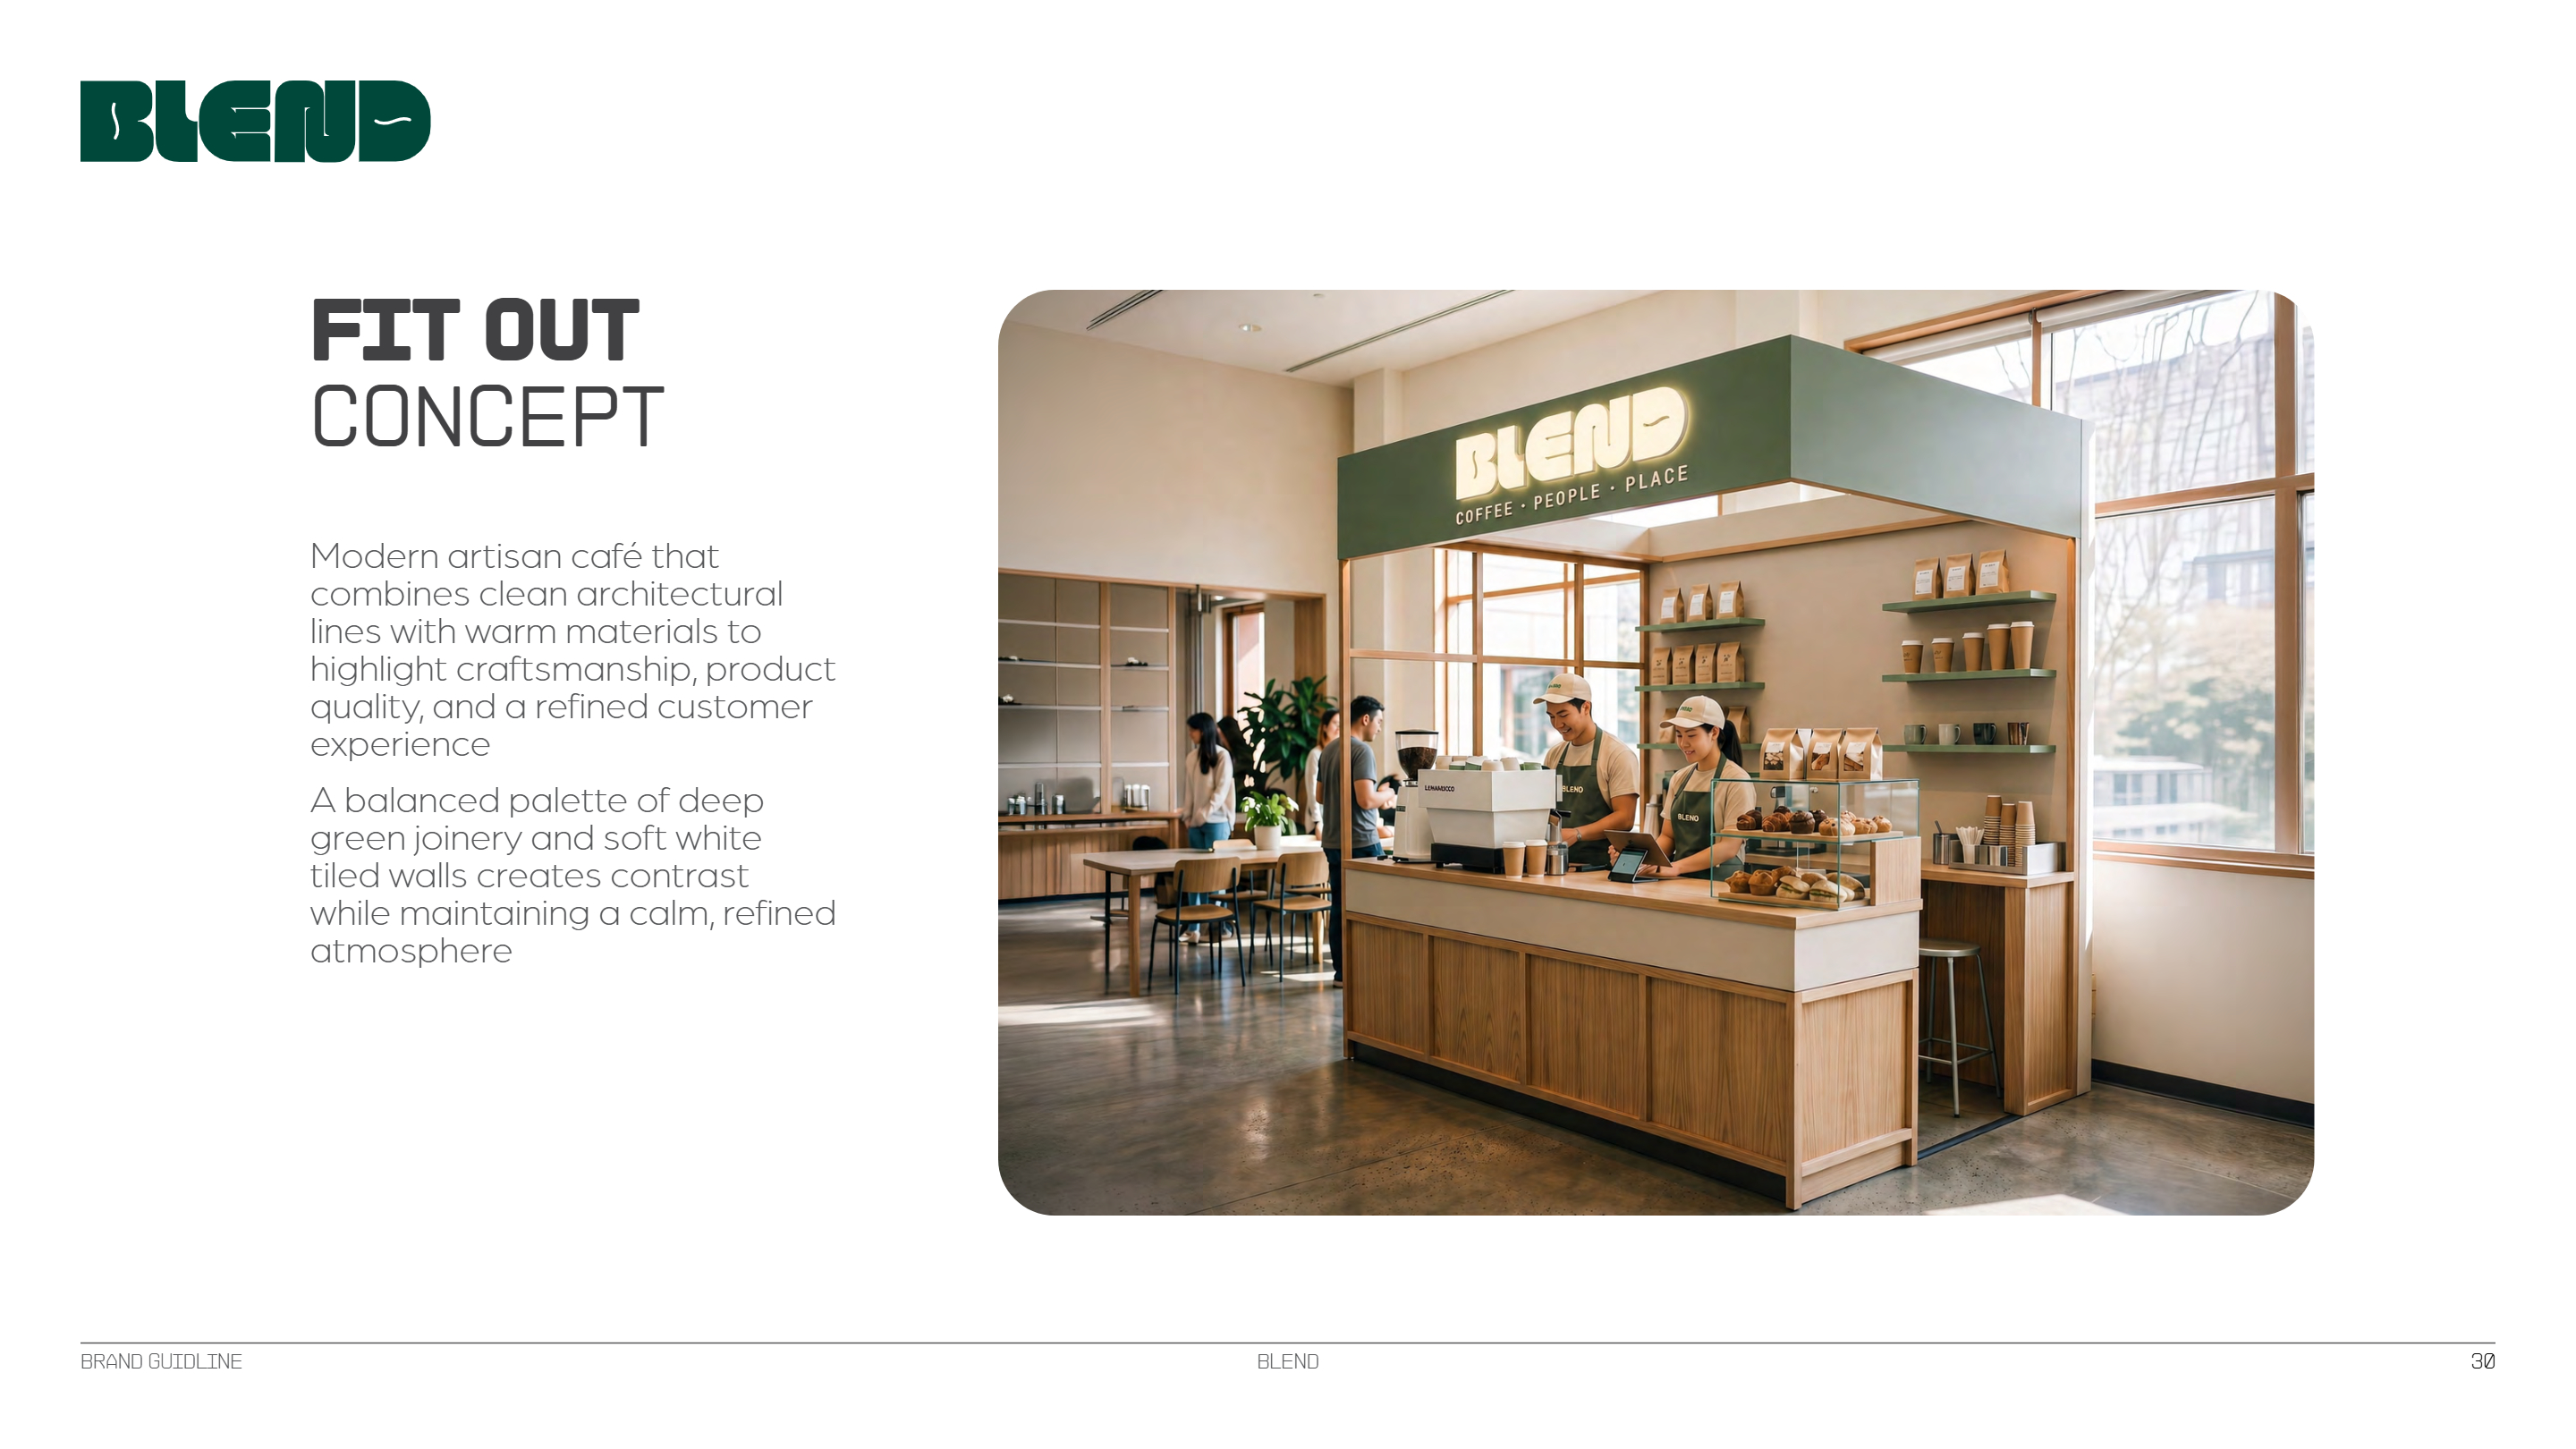 BLEND
FIT OUT
CONCEPT
Modern artisan café that
combines clean architectural
lines with warm materials to
highlight craftsmanship, product
quality, and a refined customer
experience
A balanced palette of deep
green joinery and soft white
tiled walls creates contrast
while maintaining a calm, refined
atmosphere
BLEND
COFFEE · PEOPLE · PLACE
BLEND
BLEND
BRAND GUIDLINE
BLEND
30